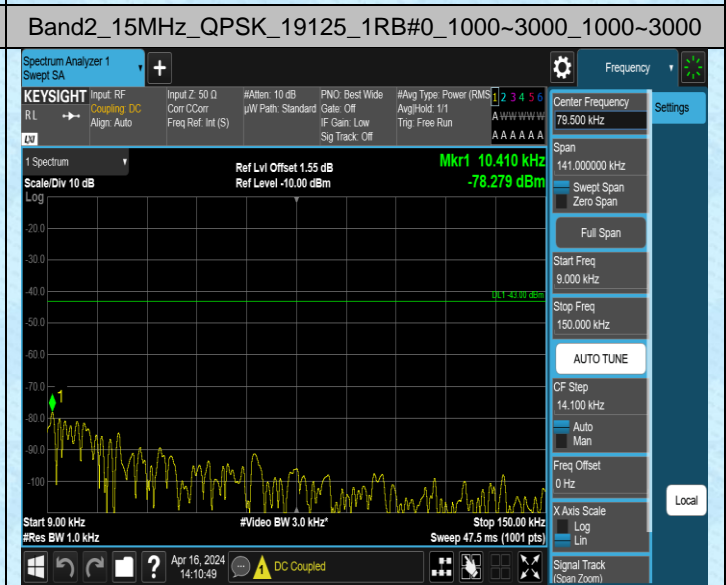 Band2_15MHz_QPSK_19125_1RB#0_1000~3000_1000~3000
Spectrum Analyzer 1
Swept SA
Frequency
KEYSIGHT
RL
LXI
Input: RF
Coupling: DC
Align: Auto
Input Z: 50 Ω
Corr CCorr
Freq Ref: Int (S)
#Atten: 10 dB
µW Path: Standard
PNO: Best Wide
Gate: Off
IF Gain: Low
Sig Track: Off
#Avg Type: Power (RMS
Avg|Hold: 1/1
Trig: Free Run
1 2 3 4 5 6
A W W W W W
A A A A A A
1 Spectrum
Scale/Div 10 dB
Log
Ref Lvl Offset 1.55 dB
Ref Level -10.00 dBm
Mkr1 10.410 kHz
-78.279 dBm
-20.0
-30.0
-40.0
DL1 -43.00 dBm
-50.0
-60.0
-70.0
1
-80.0
-90.0
-100
Start 9.00 kHz
#Res BW 1.0 kHz
#Video BW 3.0 kHz*
Stop 150.00 kHz
Sweep 47.5 ms (1001 pts)
Apr 16, 2024
14:10:49
DC Coupled
Center Frequency
79.500 kHz
Span
141.000000 kHz
Swept Span
Zero Span
Full Span
Start Freq
9.000 kHz
Stop Freq
150.000 kHz
AUTO TUNE
CF Step
14.100 kHz
Auto
Man
Freq Offset
0 Hz
X Axis Scale
Log
Lin
Signal Track
(Span Zoom)
Settings
Local